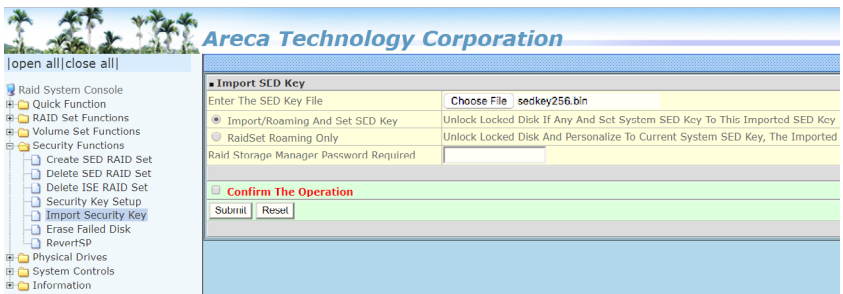 Areca Technology Corporation
|open all|close all|
Raid System Console
Quick Function
RAID Set Functions
Volume Set Functions
Security Functions
Create SED RAID Set
Delete SED RAID Set
Delete ISE RAID Set
Security Key Setup
Import Security Key
Erase Failed Disk
RevertSP
Physical Drives
System Controls
Information
Import SED Key
Enter The SED Key File Choose File sedkey256.bin
Import/Roaming And Set SED Key Unlock Locked Disk If Any And Set System SED Key To This Imported SED Key
RaidSet Roaming Only Unlock Locked Disk And Personalize To Current System SED Key, The Imported
Raid Storage Manager Password Required
Confirm The Operation
Submit Reset